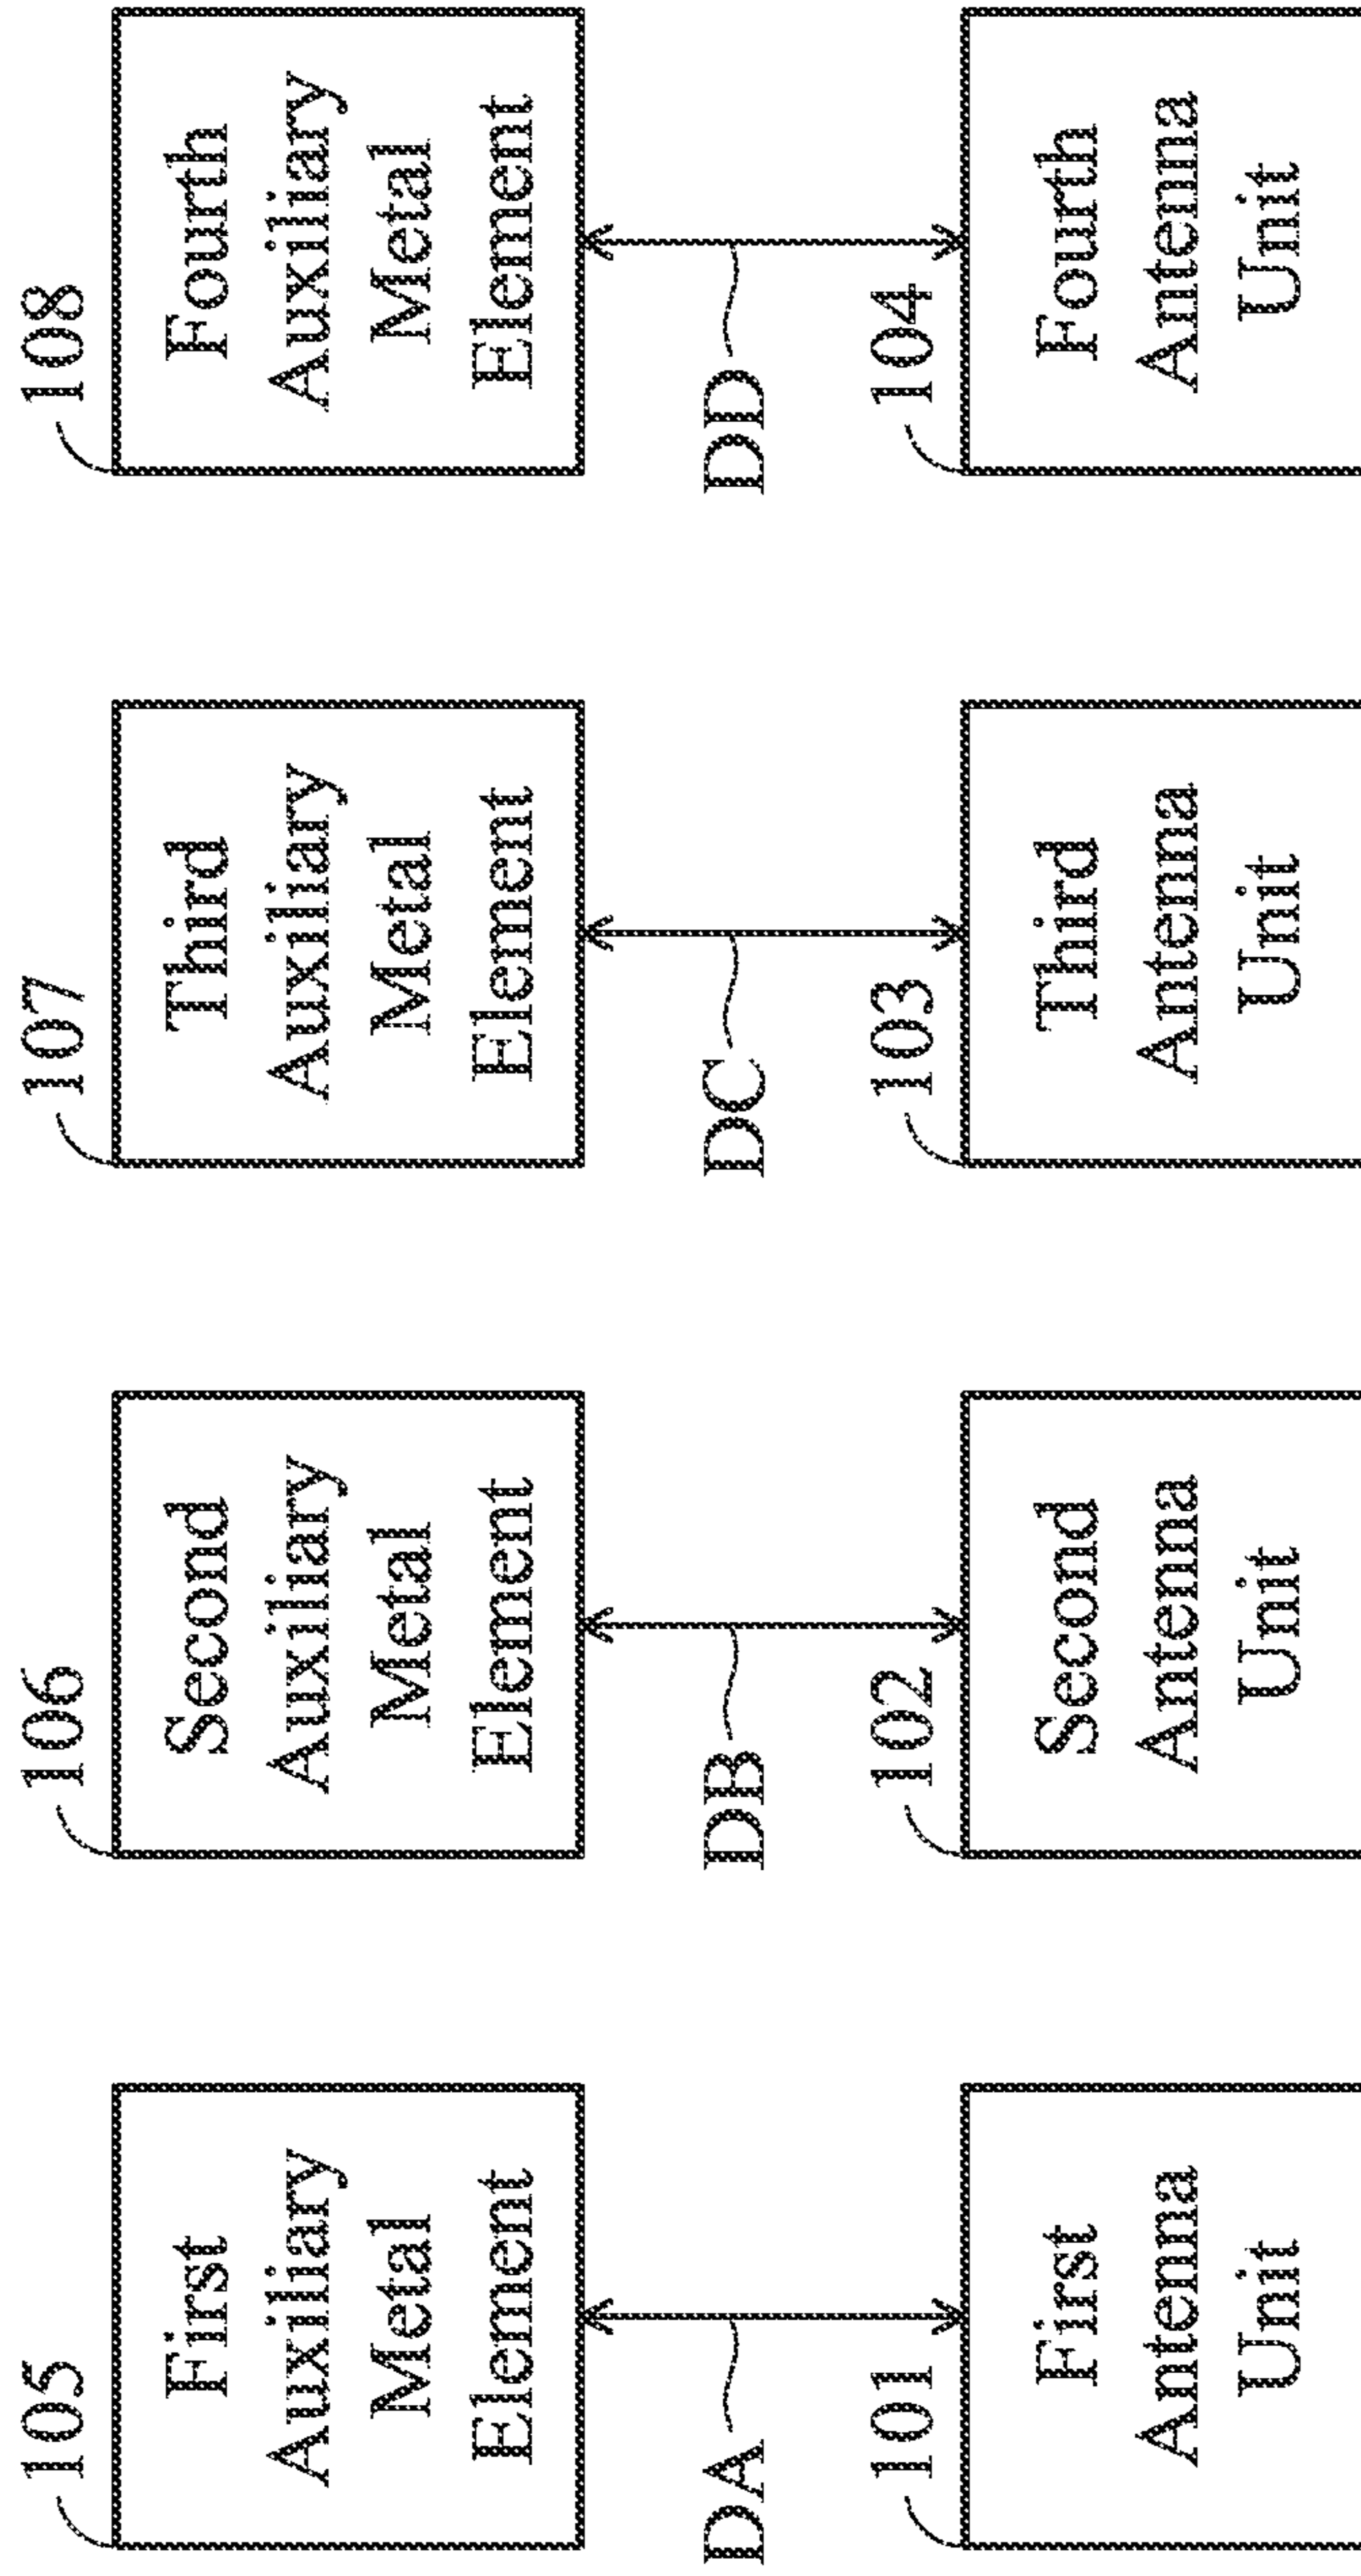 105
First
Auxiliary
Metal
Element
106
Second
Auxiliary
Metal
Element
107
Third
Auxiliary
Metal
Element
108
Fourth
Auxiliary
Metal
Element
DA
DB
DC
DD
101
First
Antenna
Unit
102
Second
Antenna
Unit
103
Third
Antenna
Unit
104
Fourth
Antenna
Unit